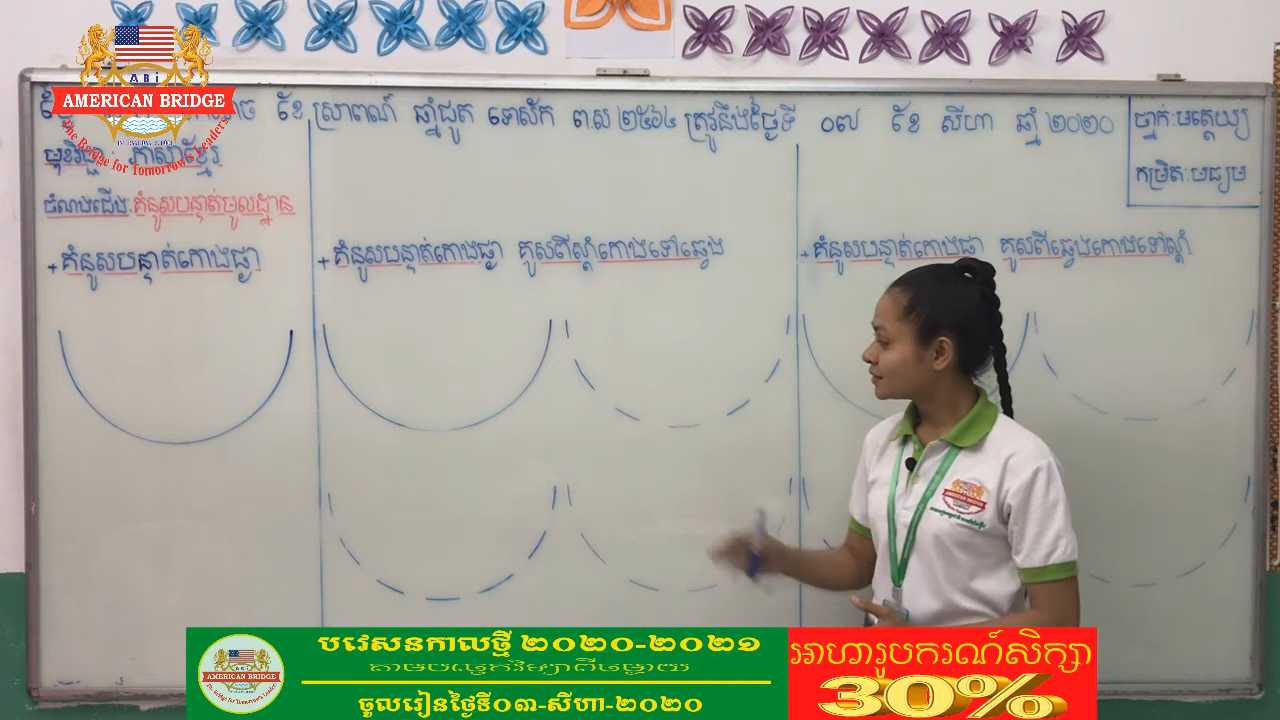 ខែ ស្រាពណ៍ ឆ្នាំជូត ទោស័ក ព.ស ២៥៦៤ ត្រូវនឹងថ្ងៃទី ០៧ ខែ សីហា ឆ្នាំ ២០២០
ថ្នាក់:មត្តេយ្យ
កម្រិត:មធ្យម
ភាសាខ្មែរ
ចំណងជើង:គំនូសបន្ទាត់មូលដ្ឋាន
+ គំនូសបន្ទាត់កោងផ្ងា
+ គំនូសបន្ទាត់កោងផ្ងា គូសពីស្តាំកោងទៅឆ្វេង
+ គំនូសបន្ទាត់កោងផ្ងា គូសពីឆ្វេងកោងទៅស្តាំ
ABi
AMERICAN BRIDGE
The Bridge for Tomorrow's Leaders
AMERICAN BRIDGE
បវេសនកាលថ្មី ២០២០-២០២១
ចូលរៀនថ្ងៃទី០៣-សីហា-២០២០
អាហារូបករណ៍សិក្សា
30%